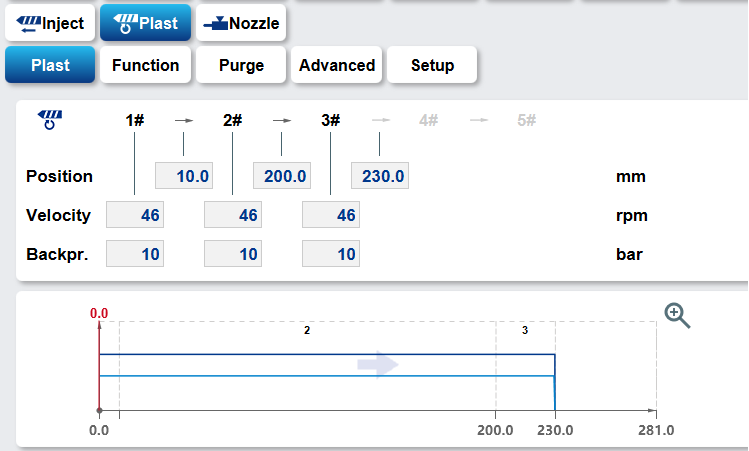 Inject Plast Nozzle
Plast Function Purge Advanced Setup
1# 2# 3# 4# 5#
Position 10.0 200.0 230.0 mm
Velocity 46 46 46 rpm
Backpr. 10 10 10 bar
0.0
2 3
0.0 200.0 230.0 281.0